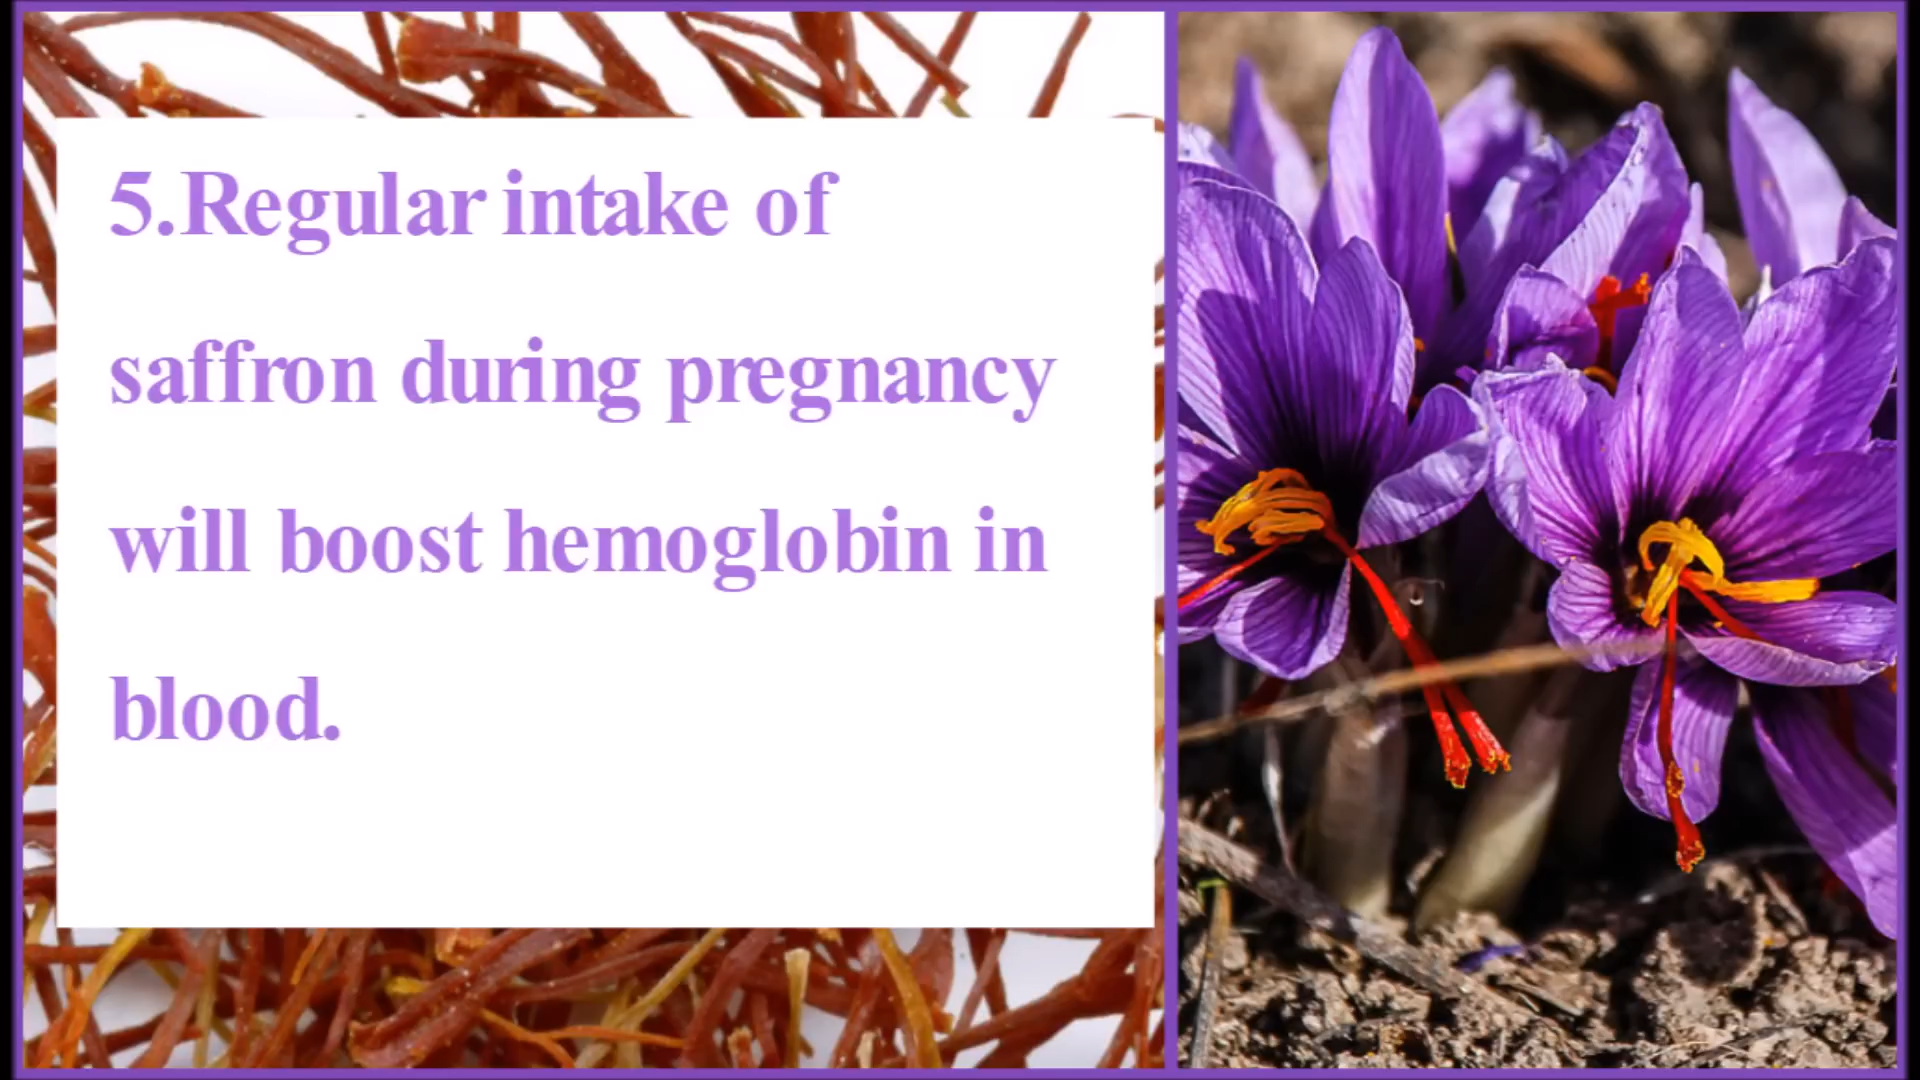 5.Regular intake of
saffron during pregnancy
will boost hemoglobin in
blood.